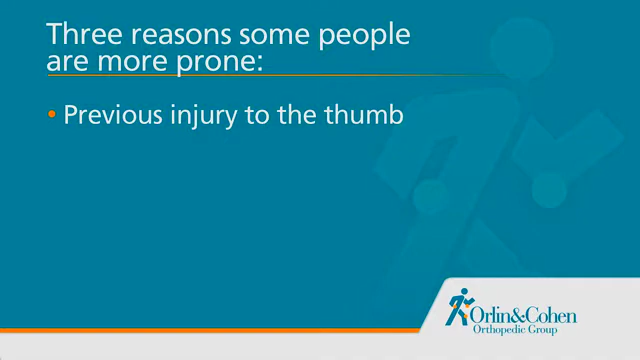 Three reasons some people
are more prone:
• Previous injury to the thumb
Orlin&Cohen
Orthopedic Group